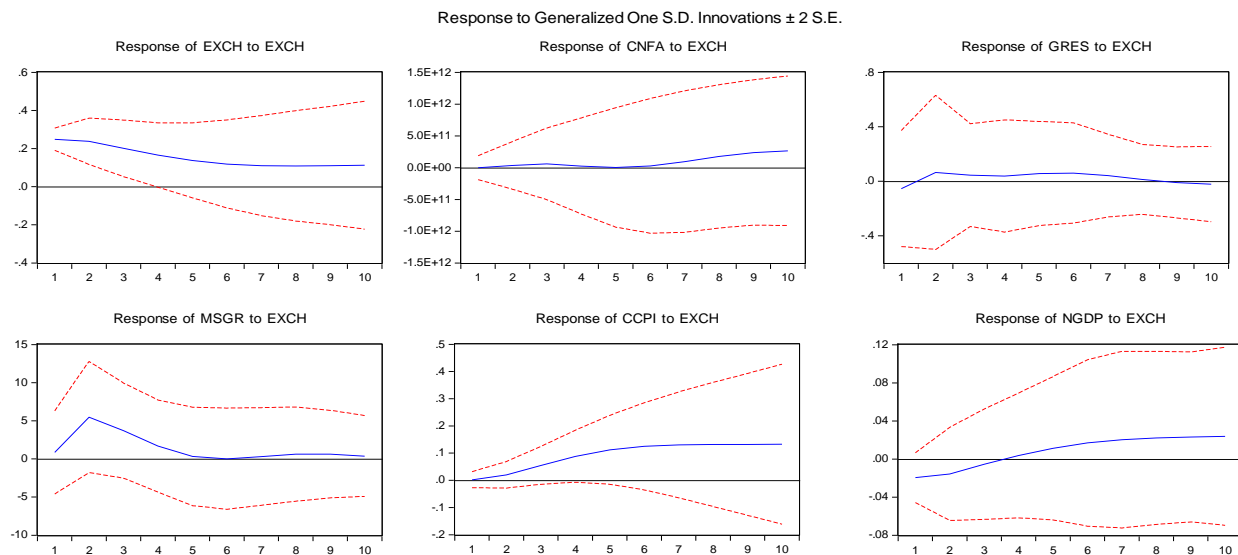 Response to Generalized One S.D. Innovations ± 2 S.E.
Response of EXCH to EXCH
.6
.4
.2
.0
-.2
-.4
1 2 3 4 5 6 7 8 9 10
Response of CNFA to EXCH
1.5E+12
1.0E+12
5.0E+11
0.0E+00
-5.0E+11
-1.0E+12
-1.5E+12
1 2 3 4 5 6 7 8 9 10
Response of GRES to EXCH
.8
.4
.0
-.4
1 2 3 4 5 6 7 8 9 10
Response of MSGR to EXCH
15
10
5
0
-5
-10
1 2 3 4 5 6 7 8 9 10
Response of CCPI to EXCH
.5
.4
.3
.2
.1
.0
-.1
-.2
1 2 3 4 5 6 7 8 9 10
Response of NGDP to EXCH
.12
.08
.04
.00
-.04
-.08
1 2 3 4 5 6 7 8 9 10